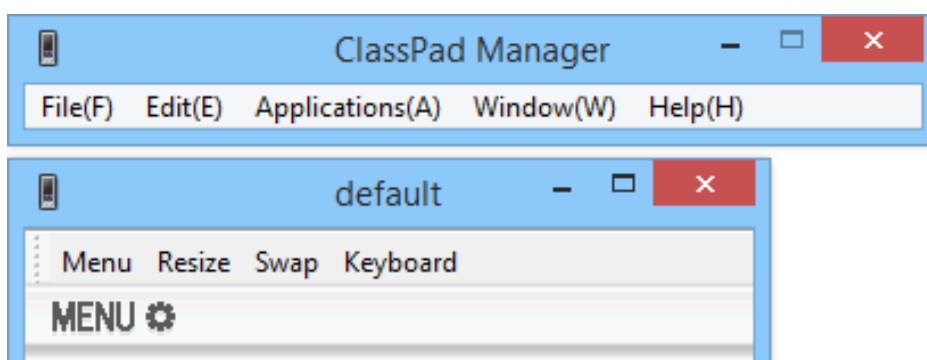 ClassPad Manager
File(F) Edit(E) Applications(A) Window(W) Help(H)
default
Menu Resize Swap Keyboard
MENU